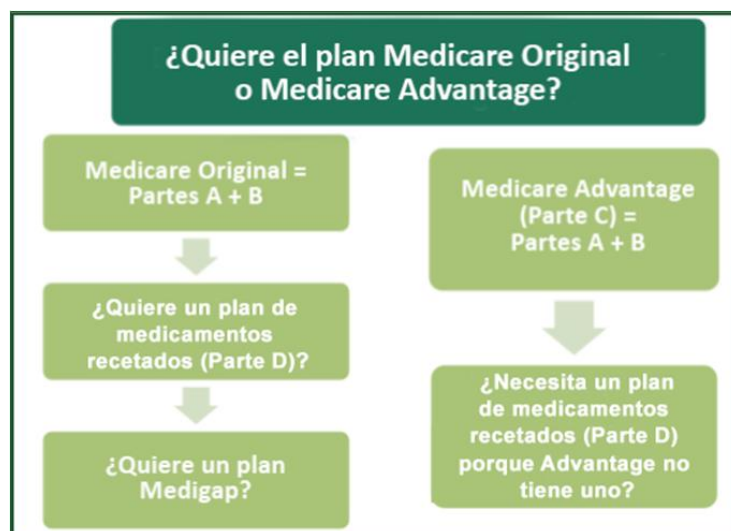 ¿Quiere el plan Medicare Original
o Medicare Advantage?
Medicare Original =
Partes A + B
¿Quiere un plan de
medicamentos
recetados (Parte D)?
¿Quiere un plan
Medigap?
Medicare Advantage
(Parte C) =
Partes A + B
¿Necesita un plan
de medicamentos
recetados (Parte D)
porque Advantage no
tiene uno?